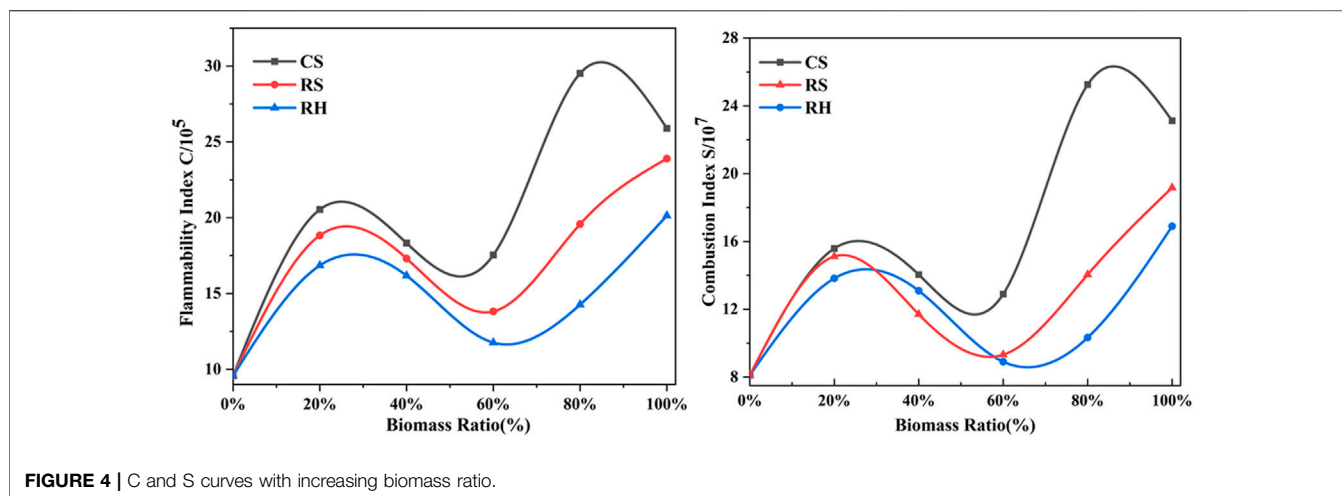 CS
RS
RH
Flammability Index C/10^5
30
25
20
15
10
0%
20%
40%
60%
80%
100%
Biomass Ratio(%)
CS
RS
RH
Combustion Index S/10^7
28
24
20
16
12
8
0%
20%
40%
60%
80%
100%
Biomass Ratio(%)
FIGURE 4 | C and S curves with increasing biomass ratio.